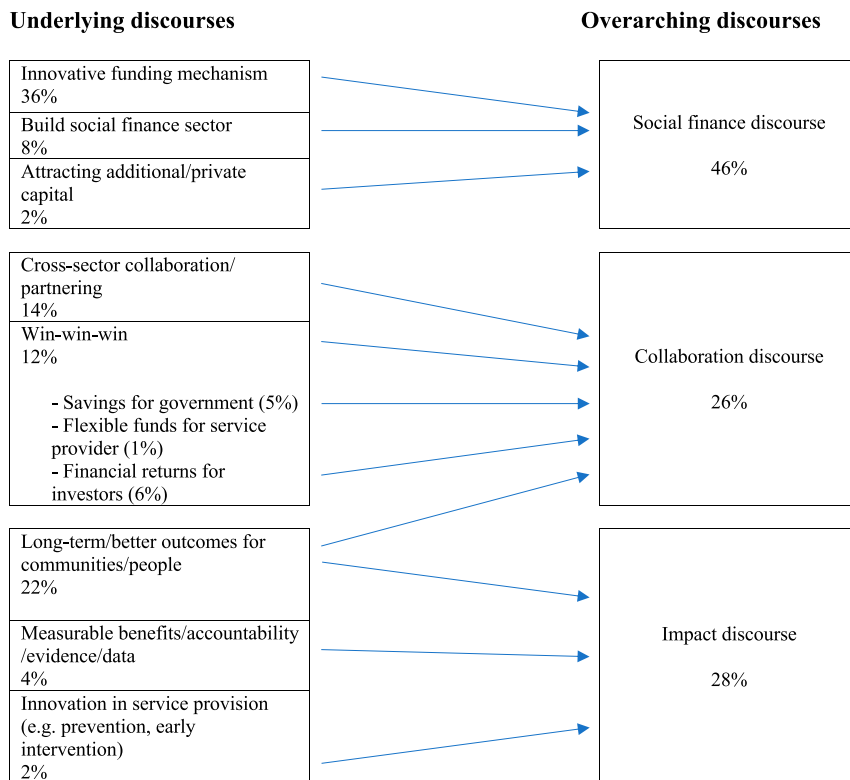 Underlying discourses
Overarching discourses
Innovative funding mechanism
36%
Build social finance sector
8%
Attracting additional/private
capital
2%
Social finance discourse
46%
Cross-sector collaboration/
partnering
14%
Win-win-win
12%
- Savings for government (5%)
- Flexible funds for service
provider (1%)
- Financial returns for
investors (6%)
Collaboration discourse
26%
Long-term/better outcomes for
communities/people
22%
Measurable benefits/accountability
/evidence/data
4%
Innovation in service provision
(e.g. prevention, early
intervention)
2%
Impact discourse
28%